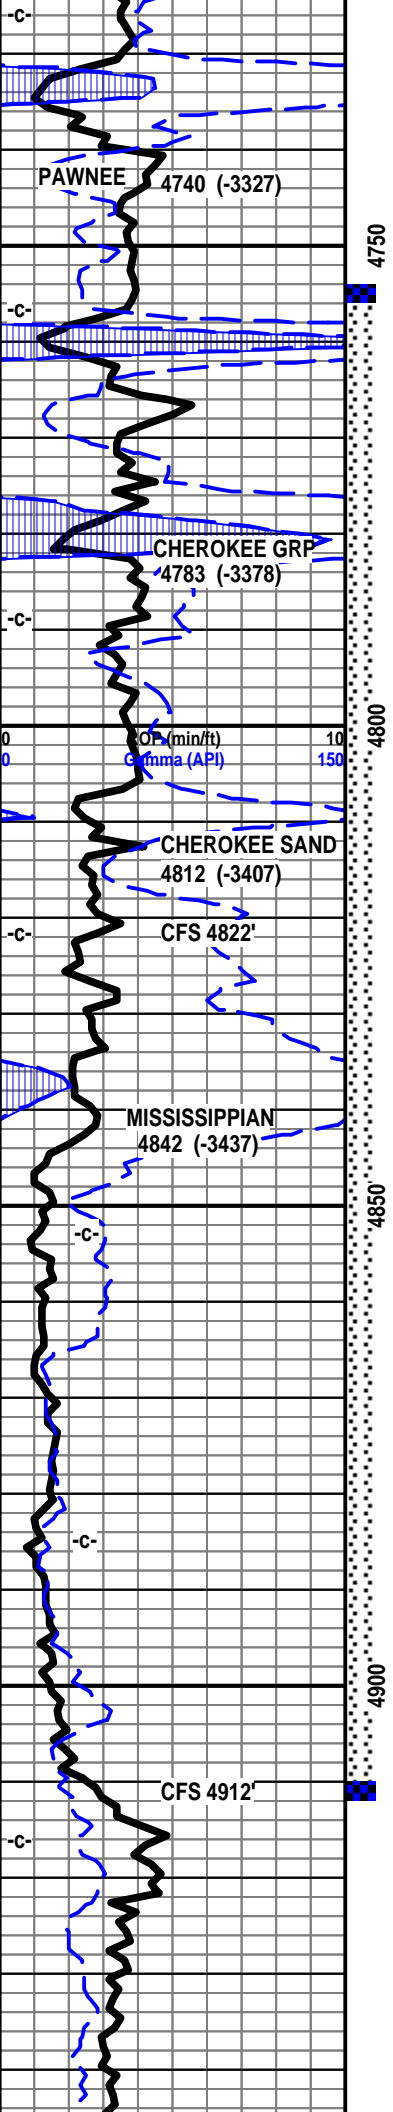 -c-
PAWNEE 4740 (-3327)
4750
-c-
CHEROKEE GRP
4783 (-3378)
-c-
4800
0 ROP (min/ft) 10
0 Gamma (API) 150
CHEROKEE SAND
4812 (-3407)
-c- CFS 4822'
MISSISSIPPIAN
4842 (-3437)
4850
-c-
-c-
4900
CFS 4912'
-c-